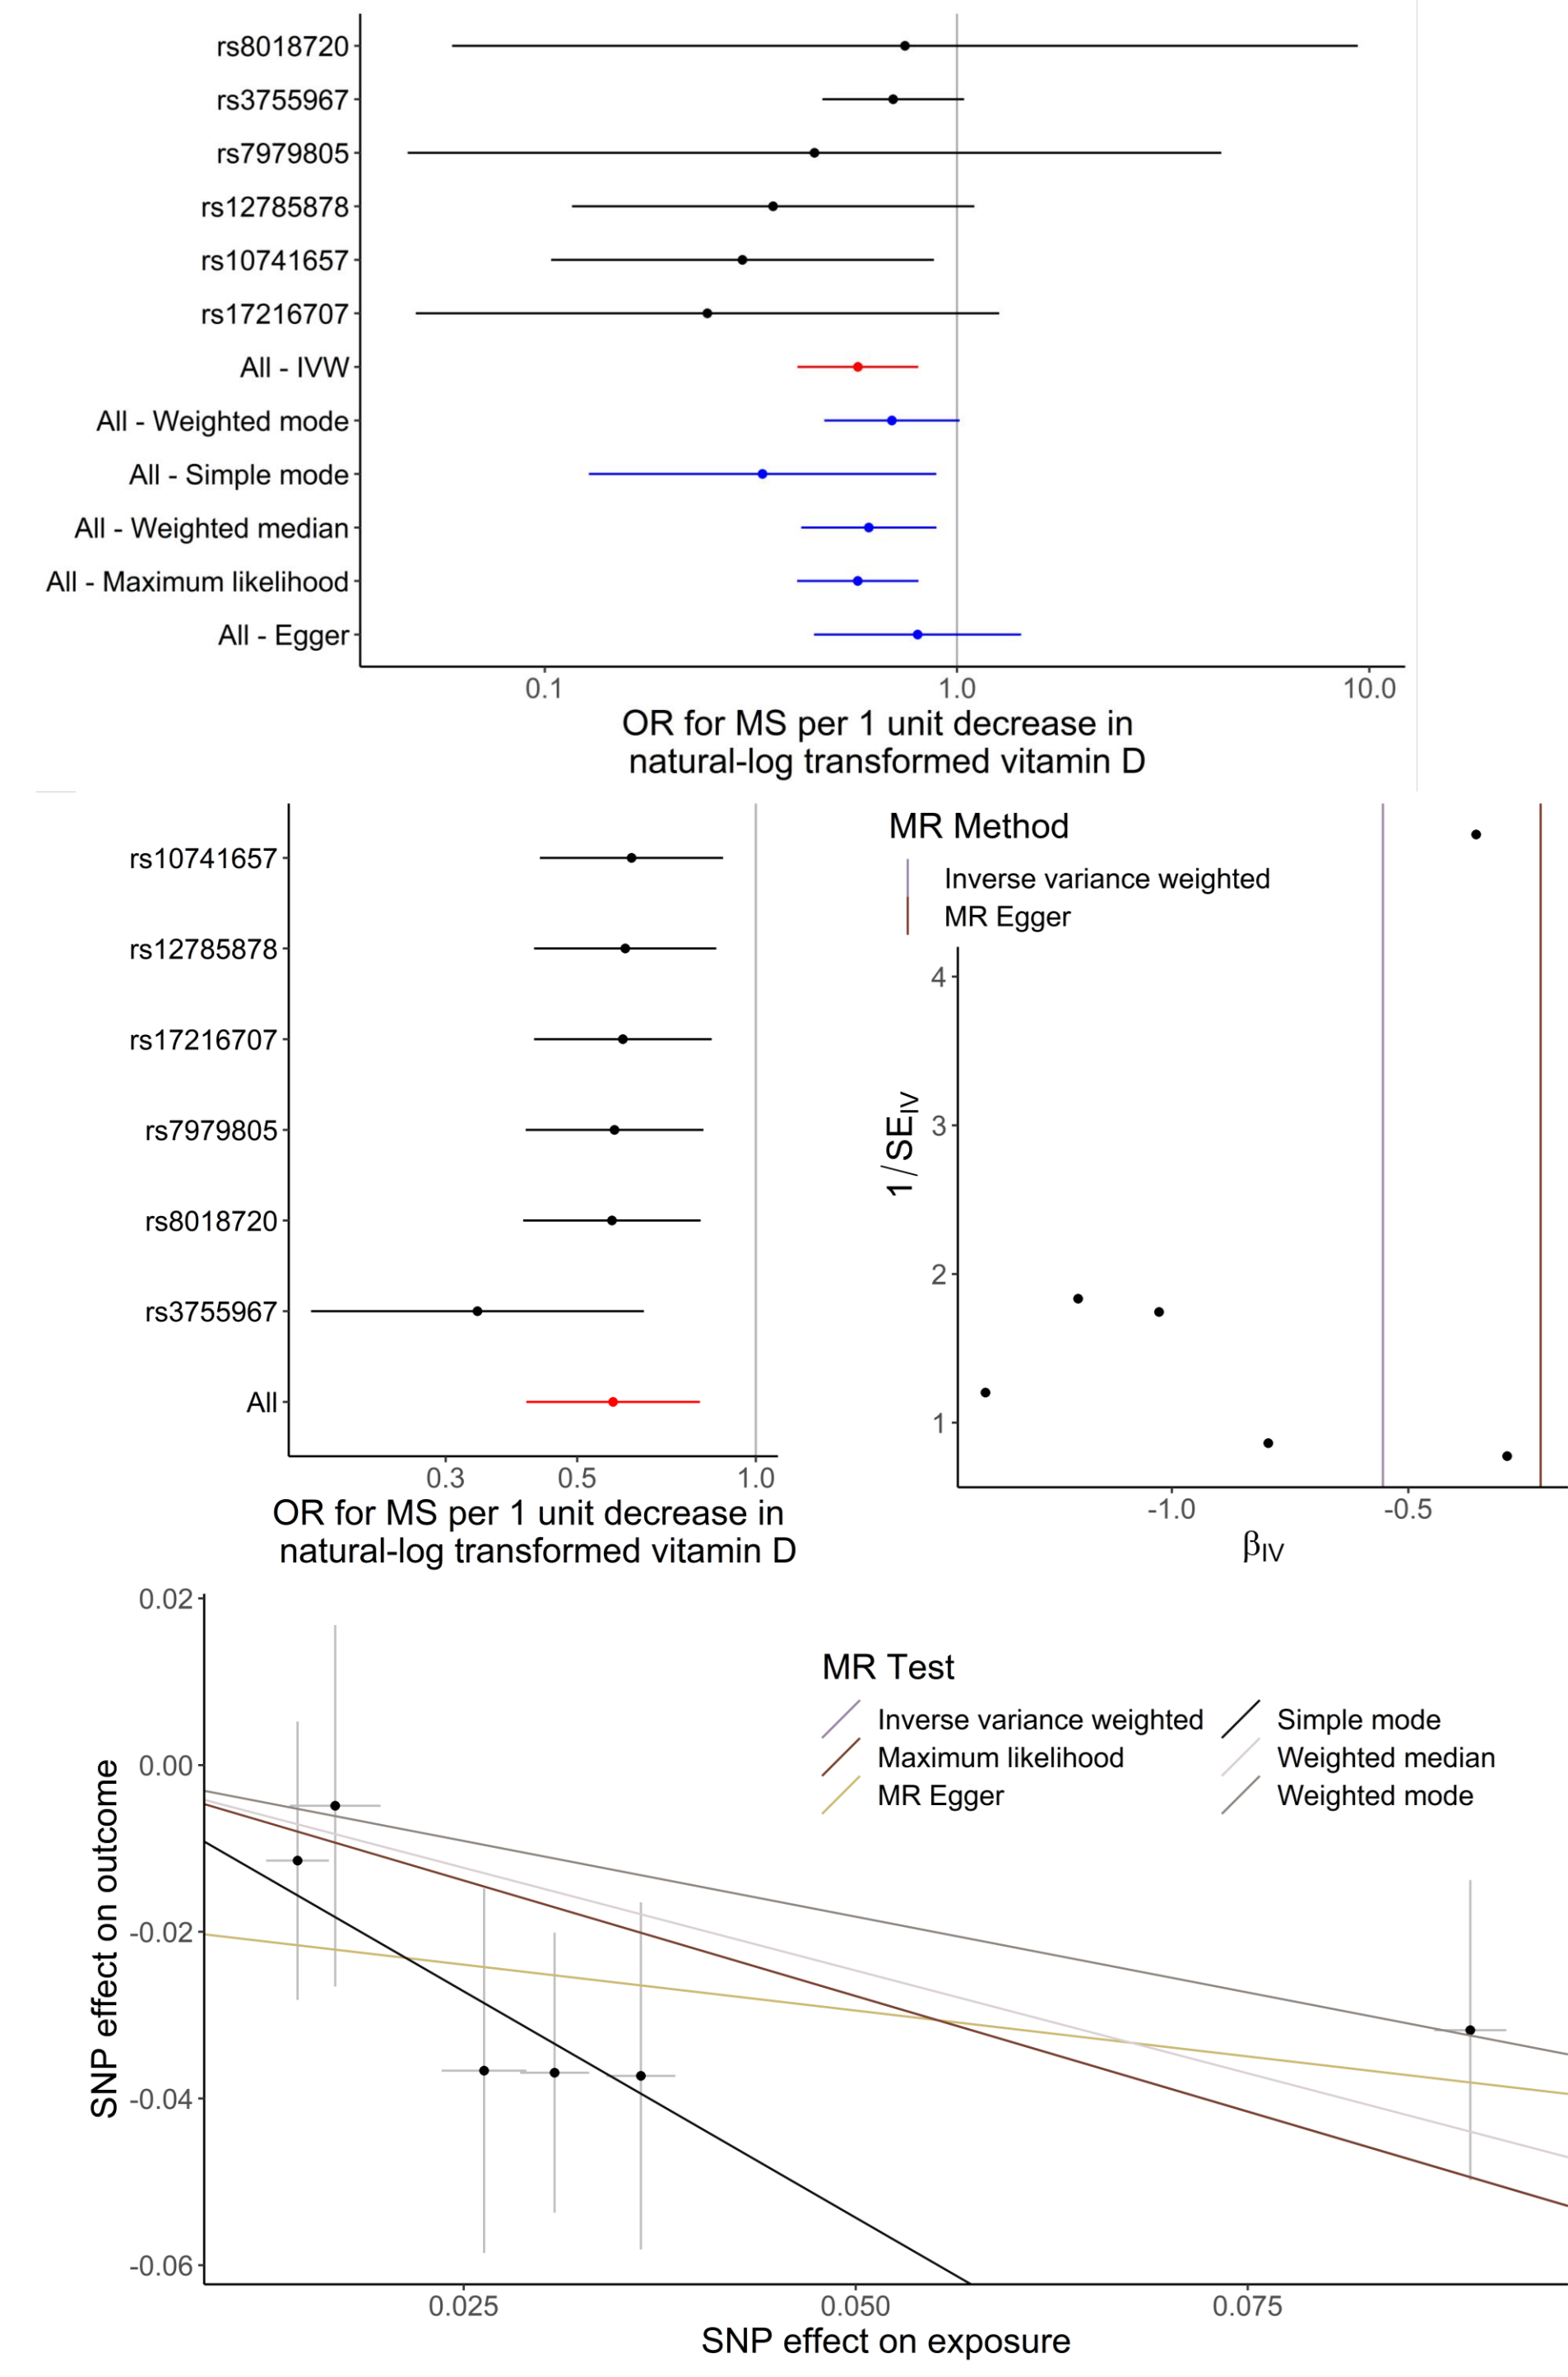 rs8018720
rs3755967
rs7979805
rs12785878
rs10741657
rs17216707
All - IVW
All - Weighted mode
All - Simple mode
All - Weighted median
All - Maximum likelihood
All - Egger
0.1
1.0
10.0
OR for MS per 1 unit decrease in
natural-log transformed vitamin D
rs10741657
rs12785878
rs17216707
rs7979805
rs8018720
rs3755967
All
0.3
0.5
1.0
OR for MS per 1 unit decrease in
natural-log transformed vitamin D
MR Method
Inverse variance weighted
MR Egger
4
3
2
1
1/SEIV
-1.0
-0.5
βIV
0.02
0.00
-0.02
-0.04
-0.06
SNP effect on outcome
MR Test
Inverse variance weighted
Maximum likelihood
MR Egger
Simple mode
Weighted median
Weighted mode
0.025
0.050
0.075
SNP effect on exposure